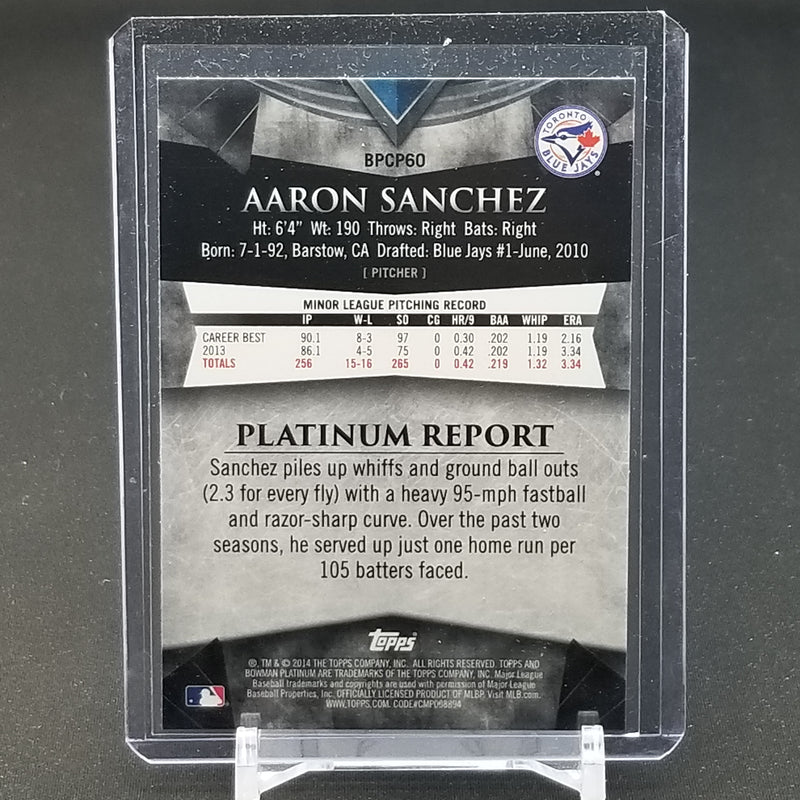 TORONTO
BLUE JAYS
BPCP60
AARON SANCHEZ
Ht: 6'4" Wt: 190 Throws: Right Bats: Right
Born: 7-1-92, Barstow, CA Drafted: Blue Jays #1-June, 2010
[ PITCHER ]
MINOR LEAGUE PITCHING RECORD
IP W-L SO CG HR/9 BAA WHIP ERA
CAREER BEST 90.1 8-3 97 0 0.30 .202 1.19 2.16
2013 86.1 4-5 75 0 0.42 .202 1.19 3.34
TOTALS 256 15-16 265 0 0.42 .219 1.32 3.34
PLATINUM REPORT
Sanchez piles up whiffs and ground ball outs
(2.3 for every fly) with a heavy 95-mph fastball
and razor-sharp curve. Over the past two
seasons, he served up just one home run per
105 batters faced.
Topps
®, TM & © 2014 THE TOPPS COMPANY, INC. ALL RIGHTS RESERVED. TOPPS AND
BOWMAN PLATINUM ARE TRADEMARKS OF THE TOPPS COMPANY, INC. Major League
Baseball trademarks and copyrights are used with permission of Major League
Baseball Properties, Inc. OFFICIALLY LICENSED PRODUCT OF MLBP. Visit MLB.com.
WWW.TOPPS.COM. CODE#CMP068894